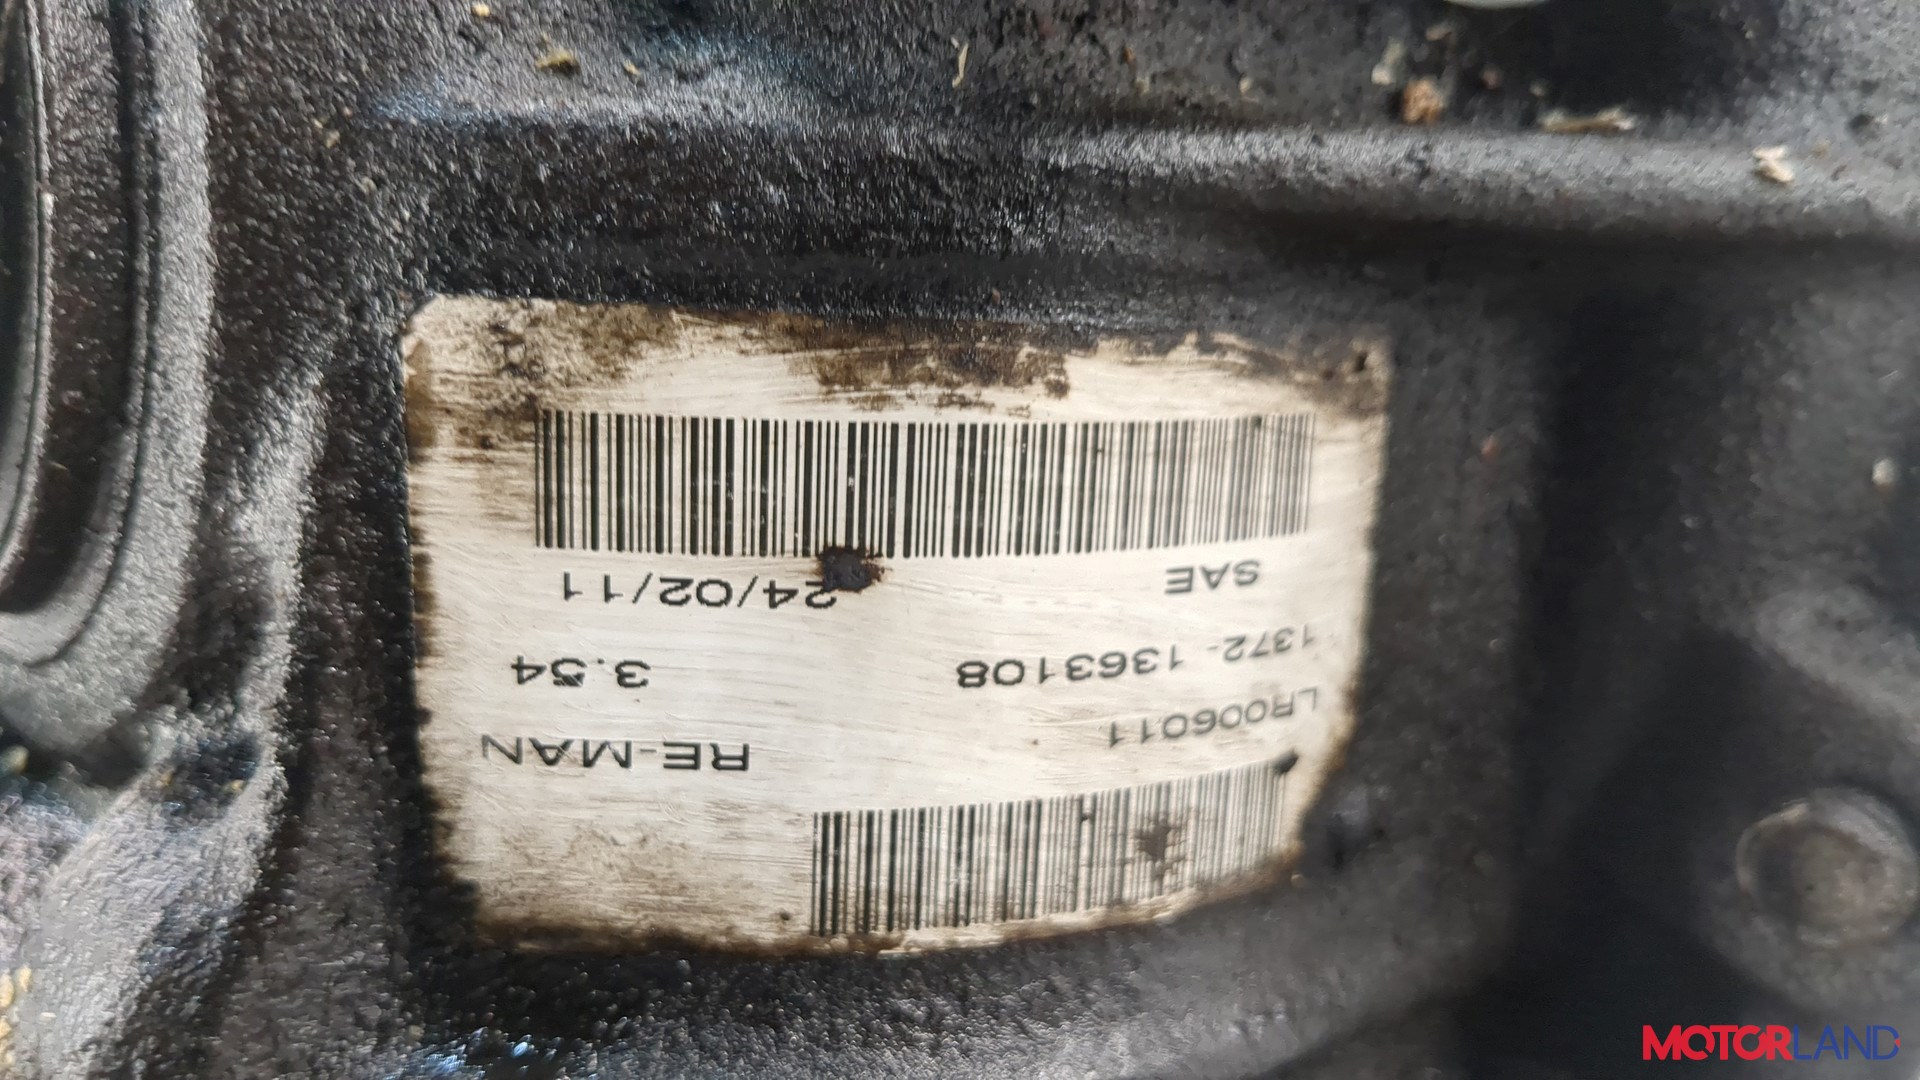 LR006011 RE-MAN
1372-1363108 3.54
SAE 24/02/11
MOTORLAND